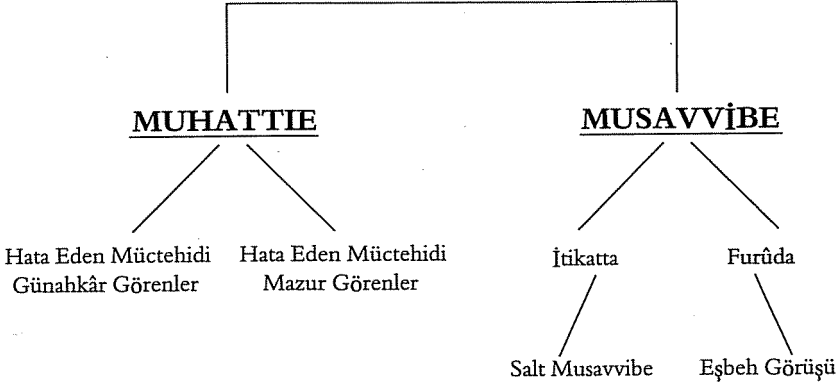 MUHATTIE
MUSAVVİBE
Hata Eden Müctehidi
Günahkâr Görenler
Hata Eden Müctehidi
Mazur Görenler
İtikatta
Furûda
Salt Musavvibe
Eşbeh Görüşü